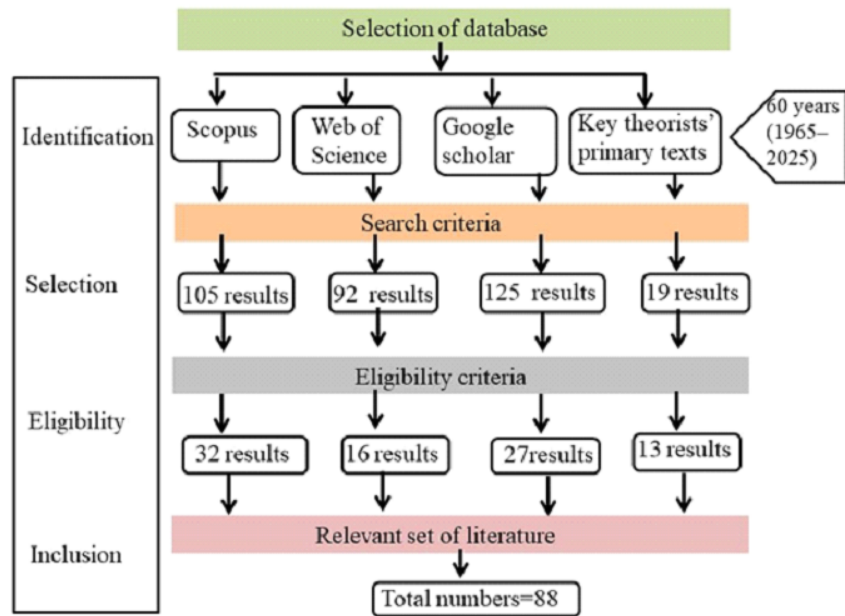 Selection of database
Identification
Scopus
Web of
Science
Google
scholar
Key theorists'
primary texts
60 years
(1965–
2025)
Search criteria
Selection
105 results
92 results
125 results
19 results
Eligibility criteria
Eligibility
32 results
16 results
27results
13 results
Relevant set of literature
Inclusion
Total numbers=88